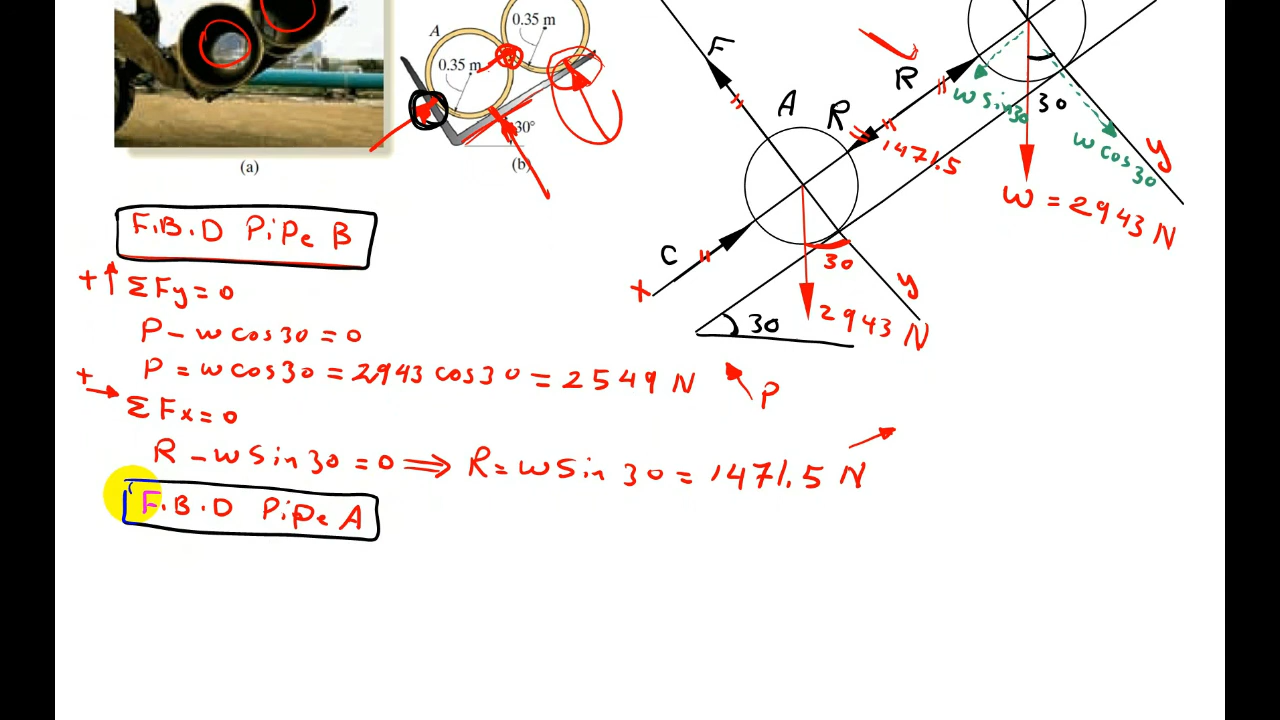 0.35 m
A
0.35 m
30°
(a)
(b)
F
A
R
R
= 1471.5
C
x
30
2943 N
y
30
30
w sin 30
w cos 30
y
W = 2943 N
F.B.D PiPe B
+↑ ΣFy = 0
P - w cos 30 = 0
P = w cos 30 = 2943 cos 30 = 2549 N
P
+→ ΣFx = 0
R - w Sin 30 = 0 ⟹ R = w Sin 30 = 1471.5 N
F.B.D PiPe A